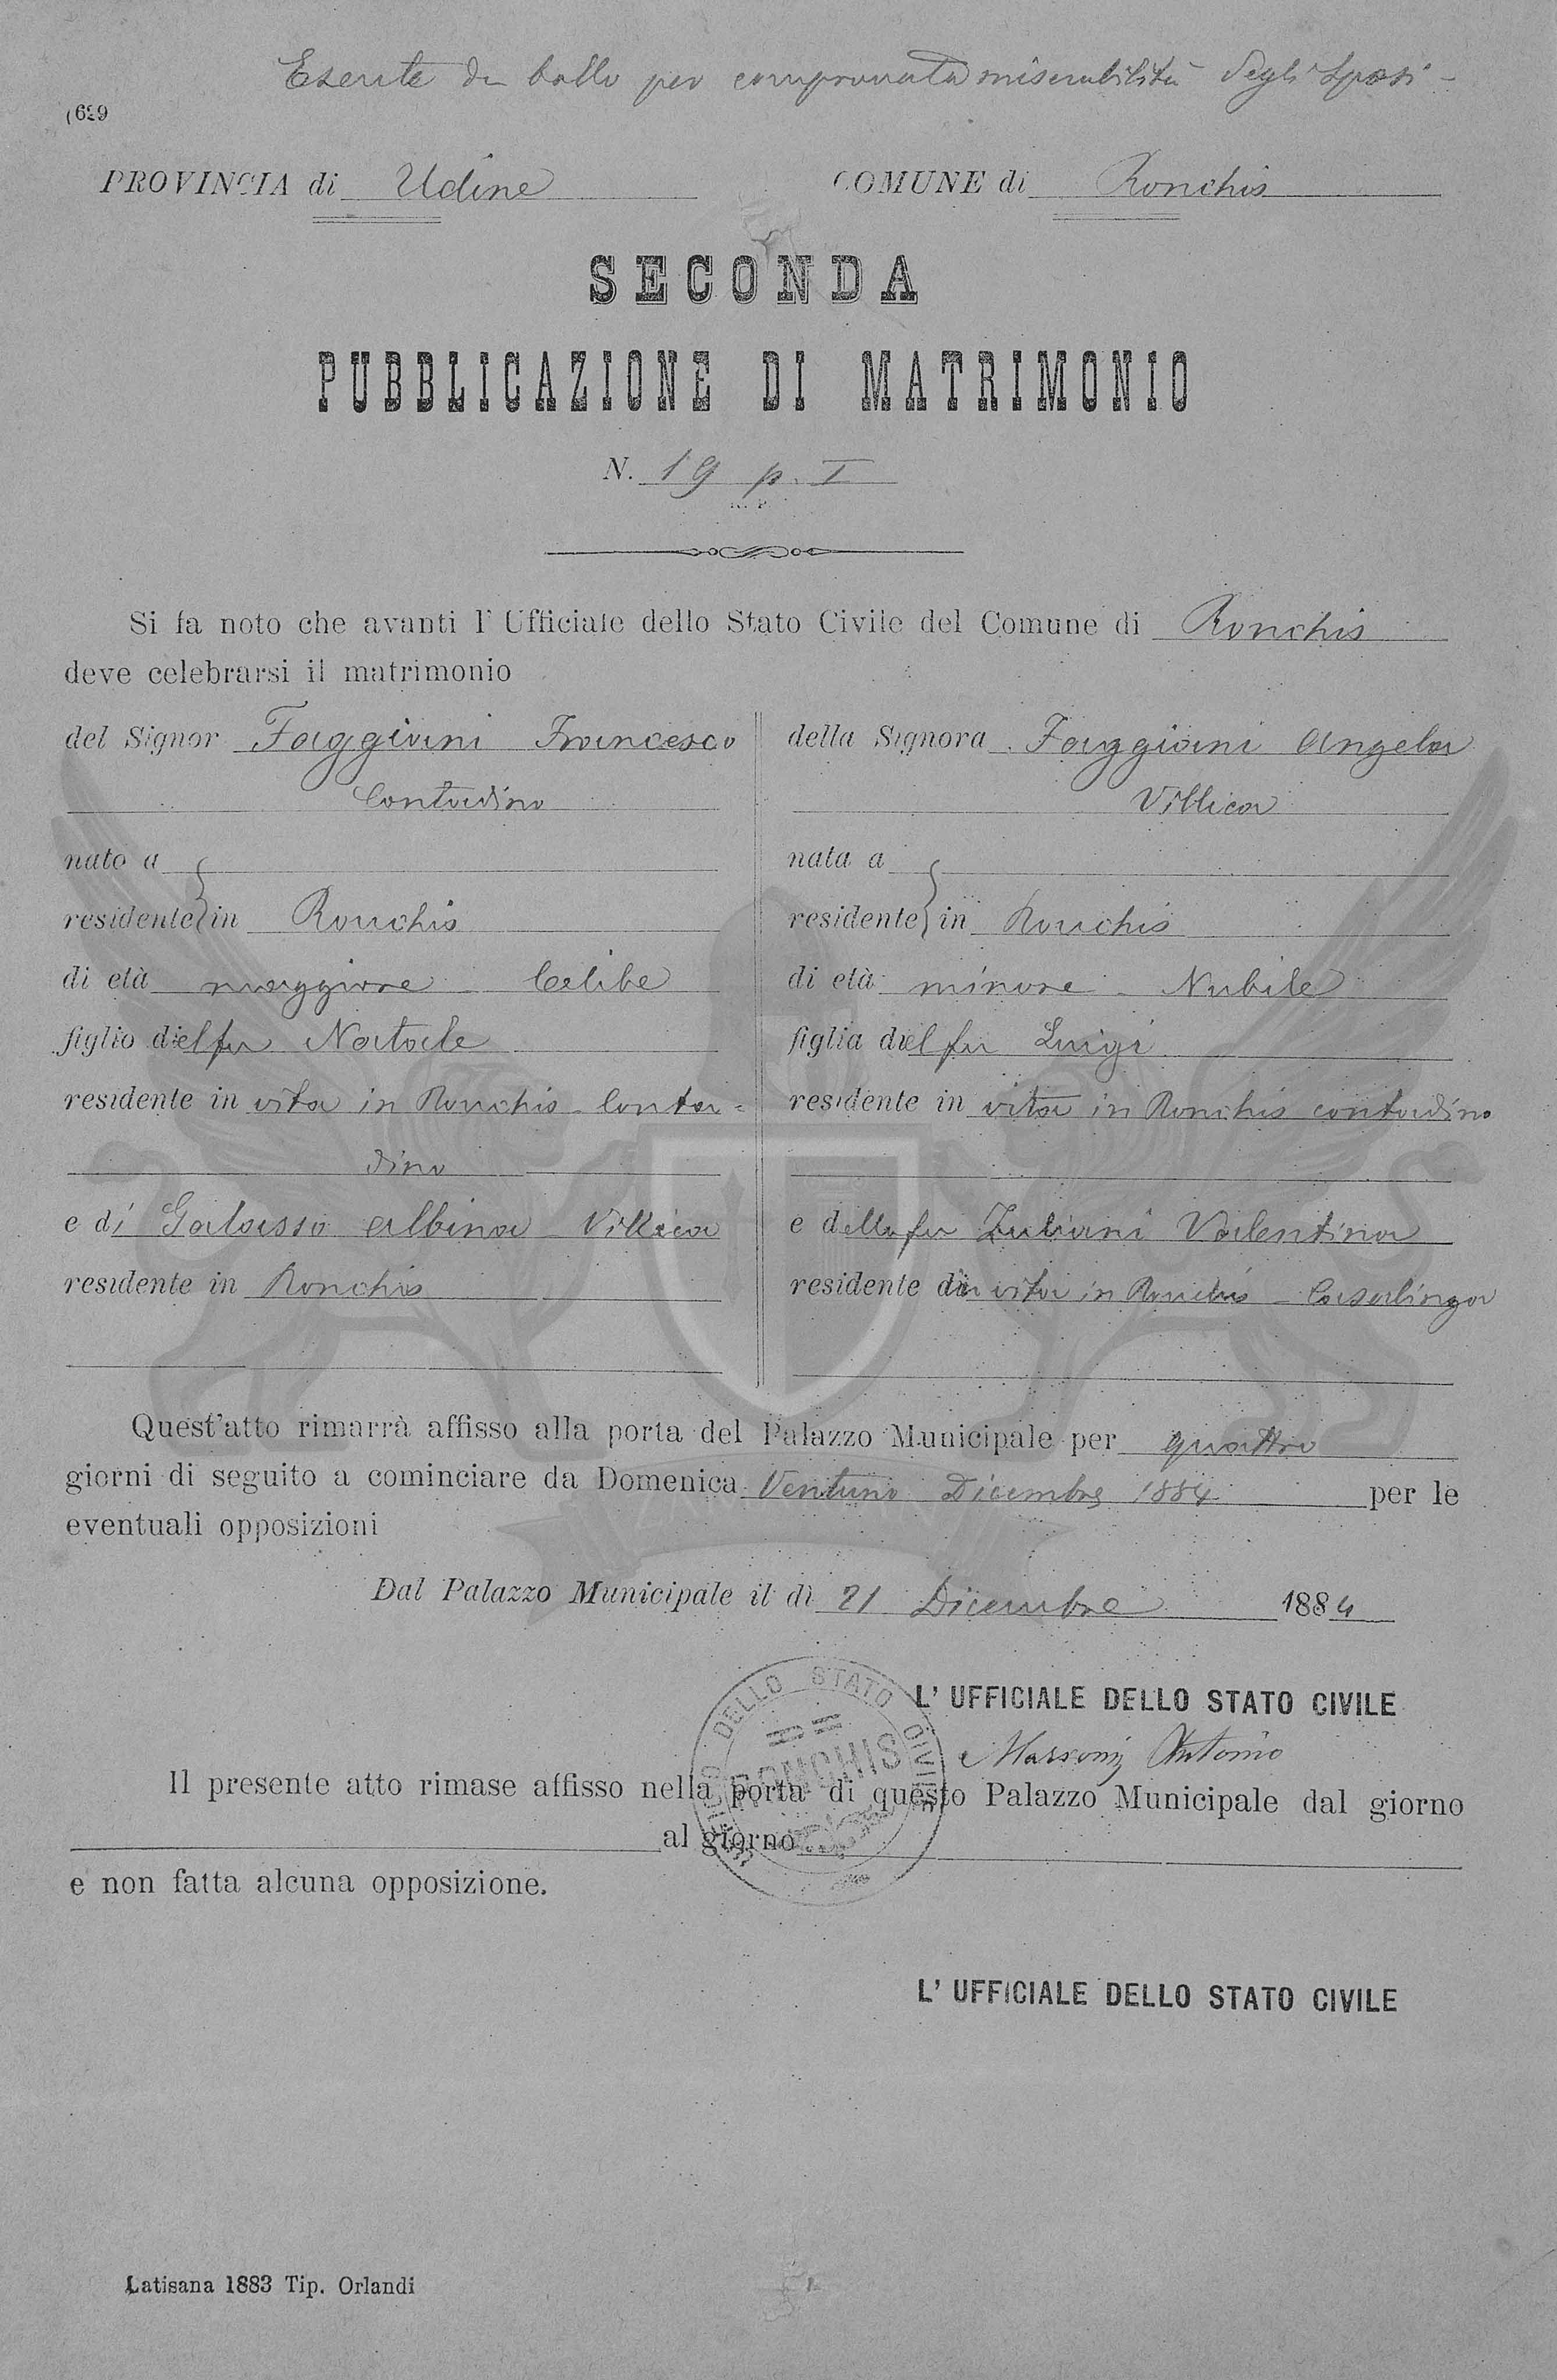 Esente da bollo per comprovata miserabilità degli sposi -
(629
PROVINCIA di Udine COMUNE di Ronchis
SECONDA
PUBBLICAZIONE DI MATRIMONIO
N. 19 p. I
Si fa noto che avanti l' Ufficiale dello Stato Civile del Comune di Ronchis
deve celebrarsi il matrimonio
del Signor Faggiani Francesco
Contadino
nato a
residente in Ronchis
di età maggiore - Celibe
figlio del fu Natale
residente in vita in Ronchis - Conta=
dino
e di Galasso Albina - Villica
residente in Ronchis
della Signora Faggiani Angela
Villica
nata a
residente in Ronchis
di età minore - Nubile
figlia del fu Luigi
residente in vita in Ronchis contadino
e della fu Zuliani Valentina
residente in vita in Ronchis - Casalinga
Quest'atto rimarrà affisso alla porta del Palazzo Municipale per quattro
giorni di seguito a cominciare da Domenica Ventuno Dicembre 1884 per le
eventuali opposizioni
Dal Palazzo Municipale il dì 21 Dicembre 1884
L' UFFICIALE DELLO STATO CIVILE
Antonio
DELLO STATO CIVILE
RONCHIS
Il presente atto rimase affisso nella porta di questo Palazzo Municipale dal giorno
al giorno
e non fatta alcuna opposizione.
L' UFFICIALE DELLO STATO CIVILE
Latisana 1883 Tip. Orlandi